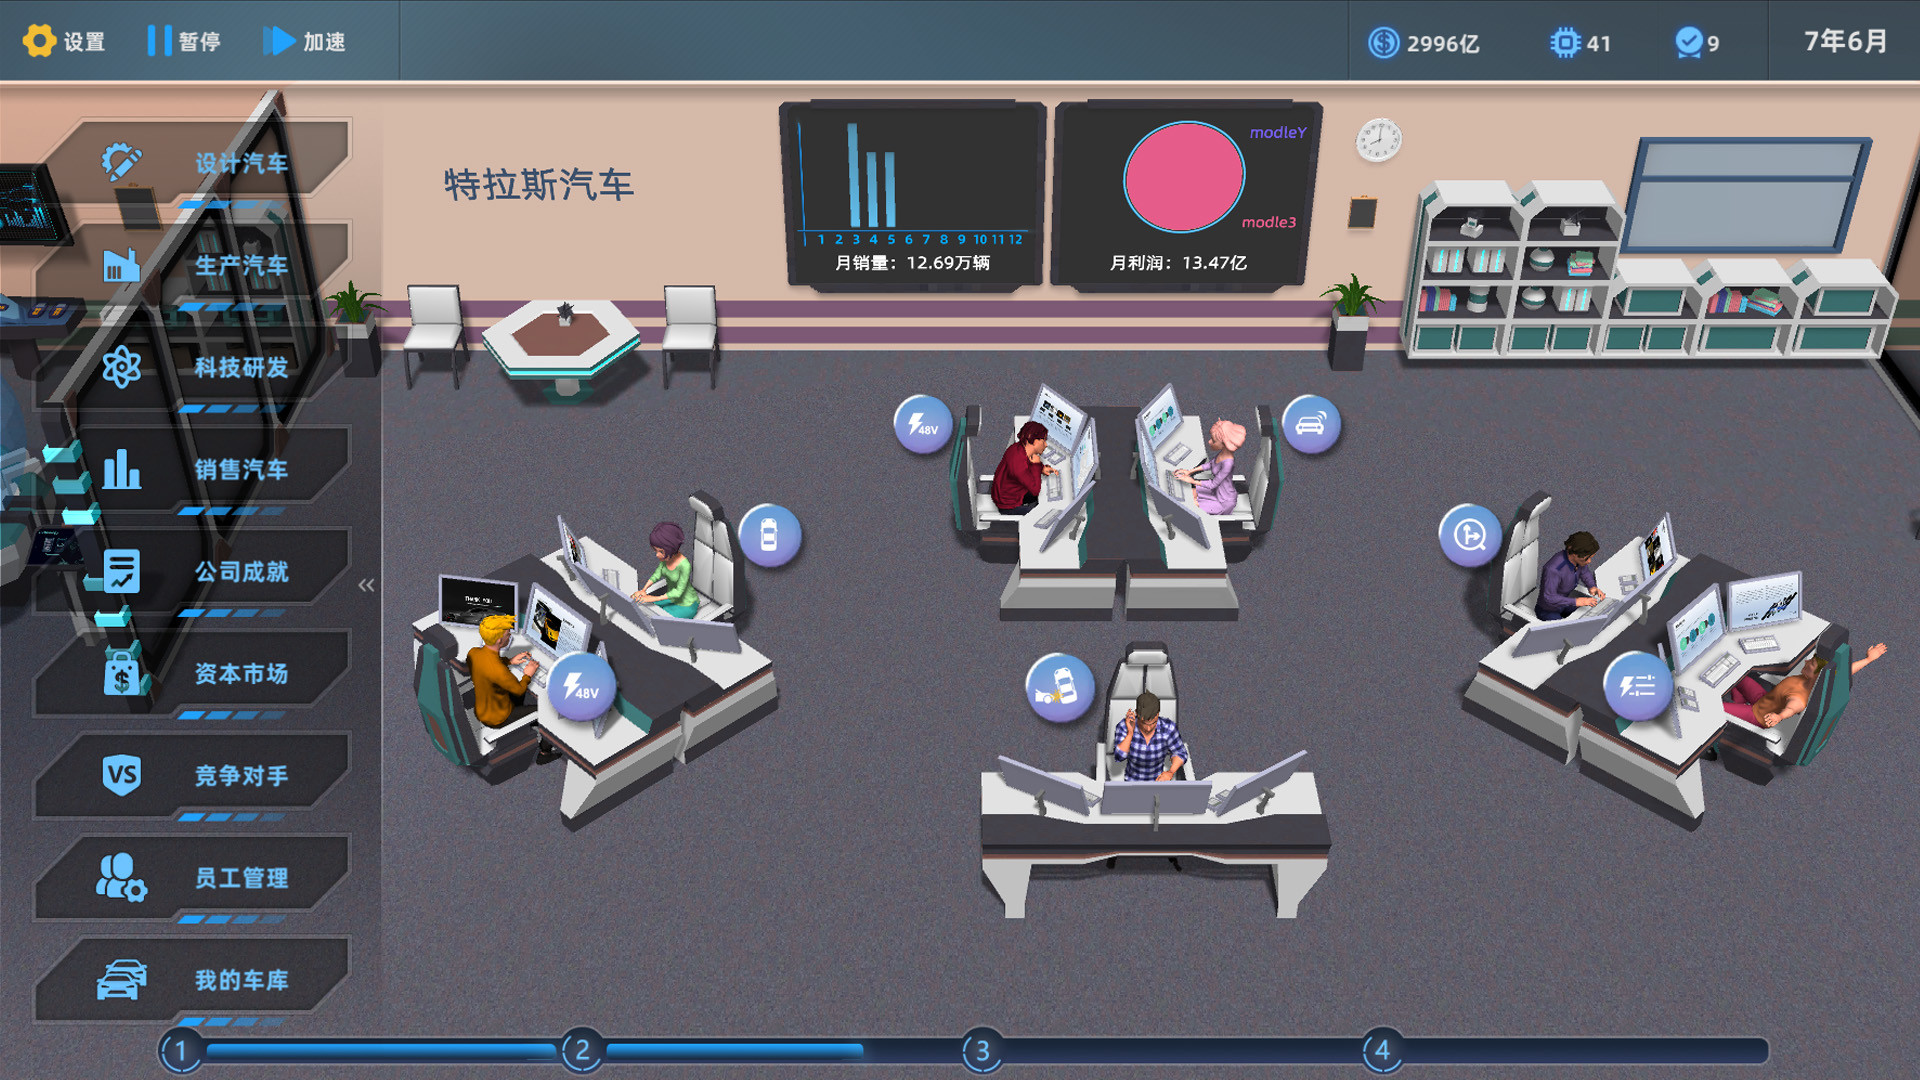 设置
暂停
加速
2996亿
41
9
7年6月
设计汽车
生产汽车
科技研发
销售汽车
公司成就
资本市场
VS
竞争对手
员工管理
我的车库
特拉斯汽车
1 2 3 4 5 6 7 8 9 10 11 12
月销量：12.69万辆
modleY
modle3
月利润：13.47亿
48V
48V
THANK YOU
1
2
3
4